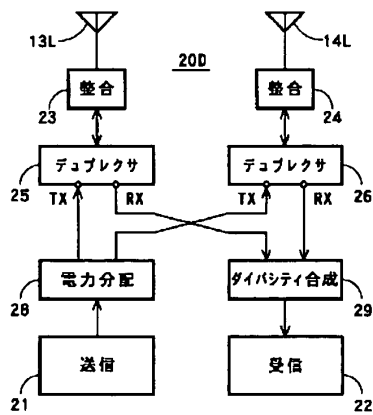 13L
14L
20D
整合
整合
23
24
デュプレクサ
デュプレクサ
25
26
TX
RX
TX
RX
電力分配
ダイバシティ合成
28
29
送信
受信
21
22